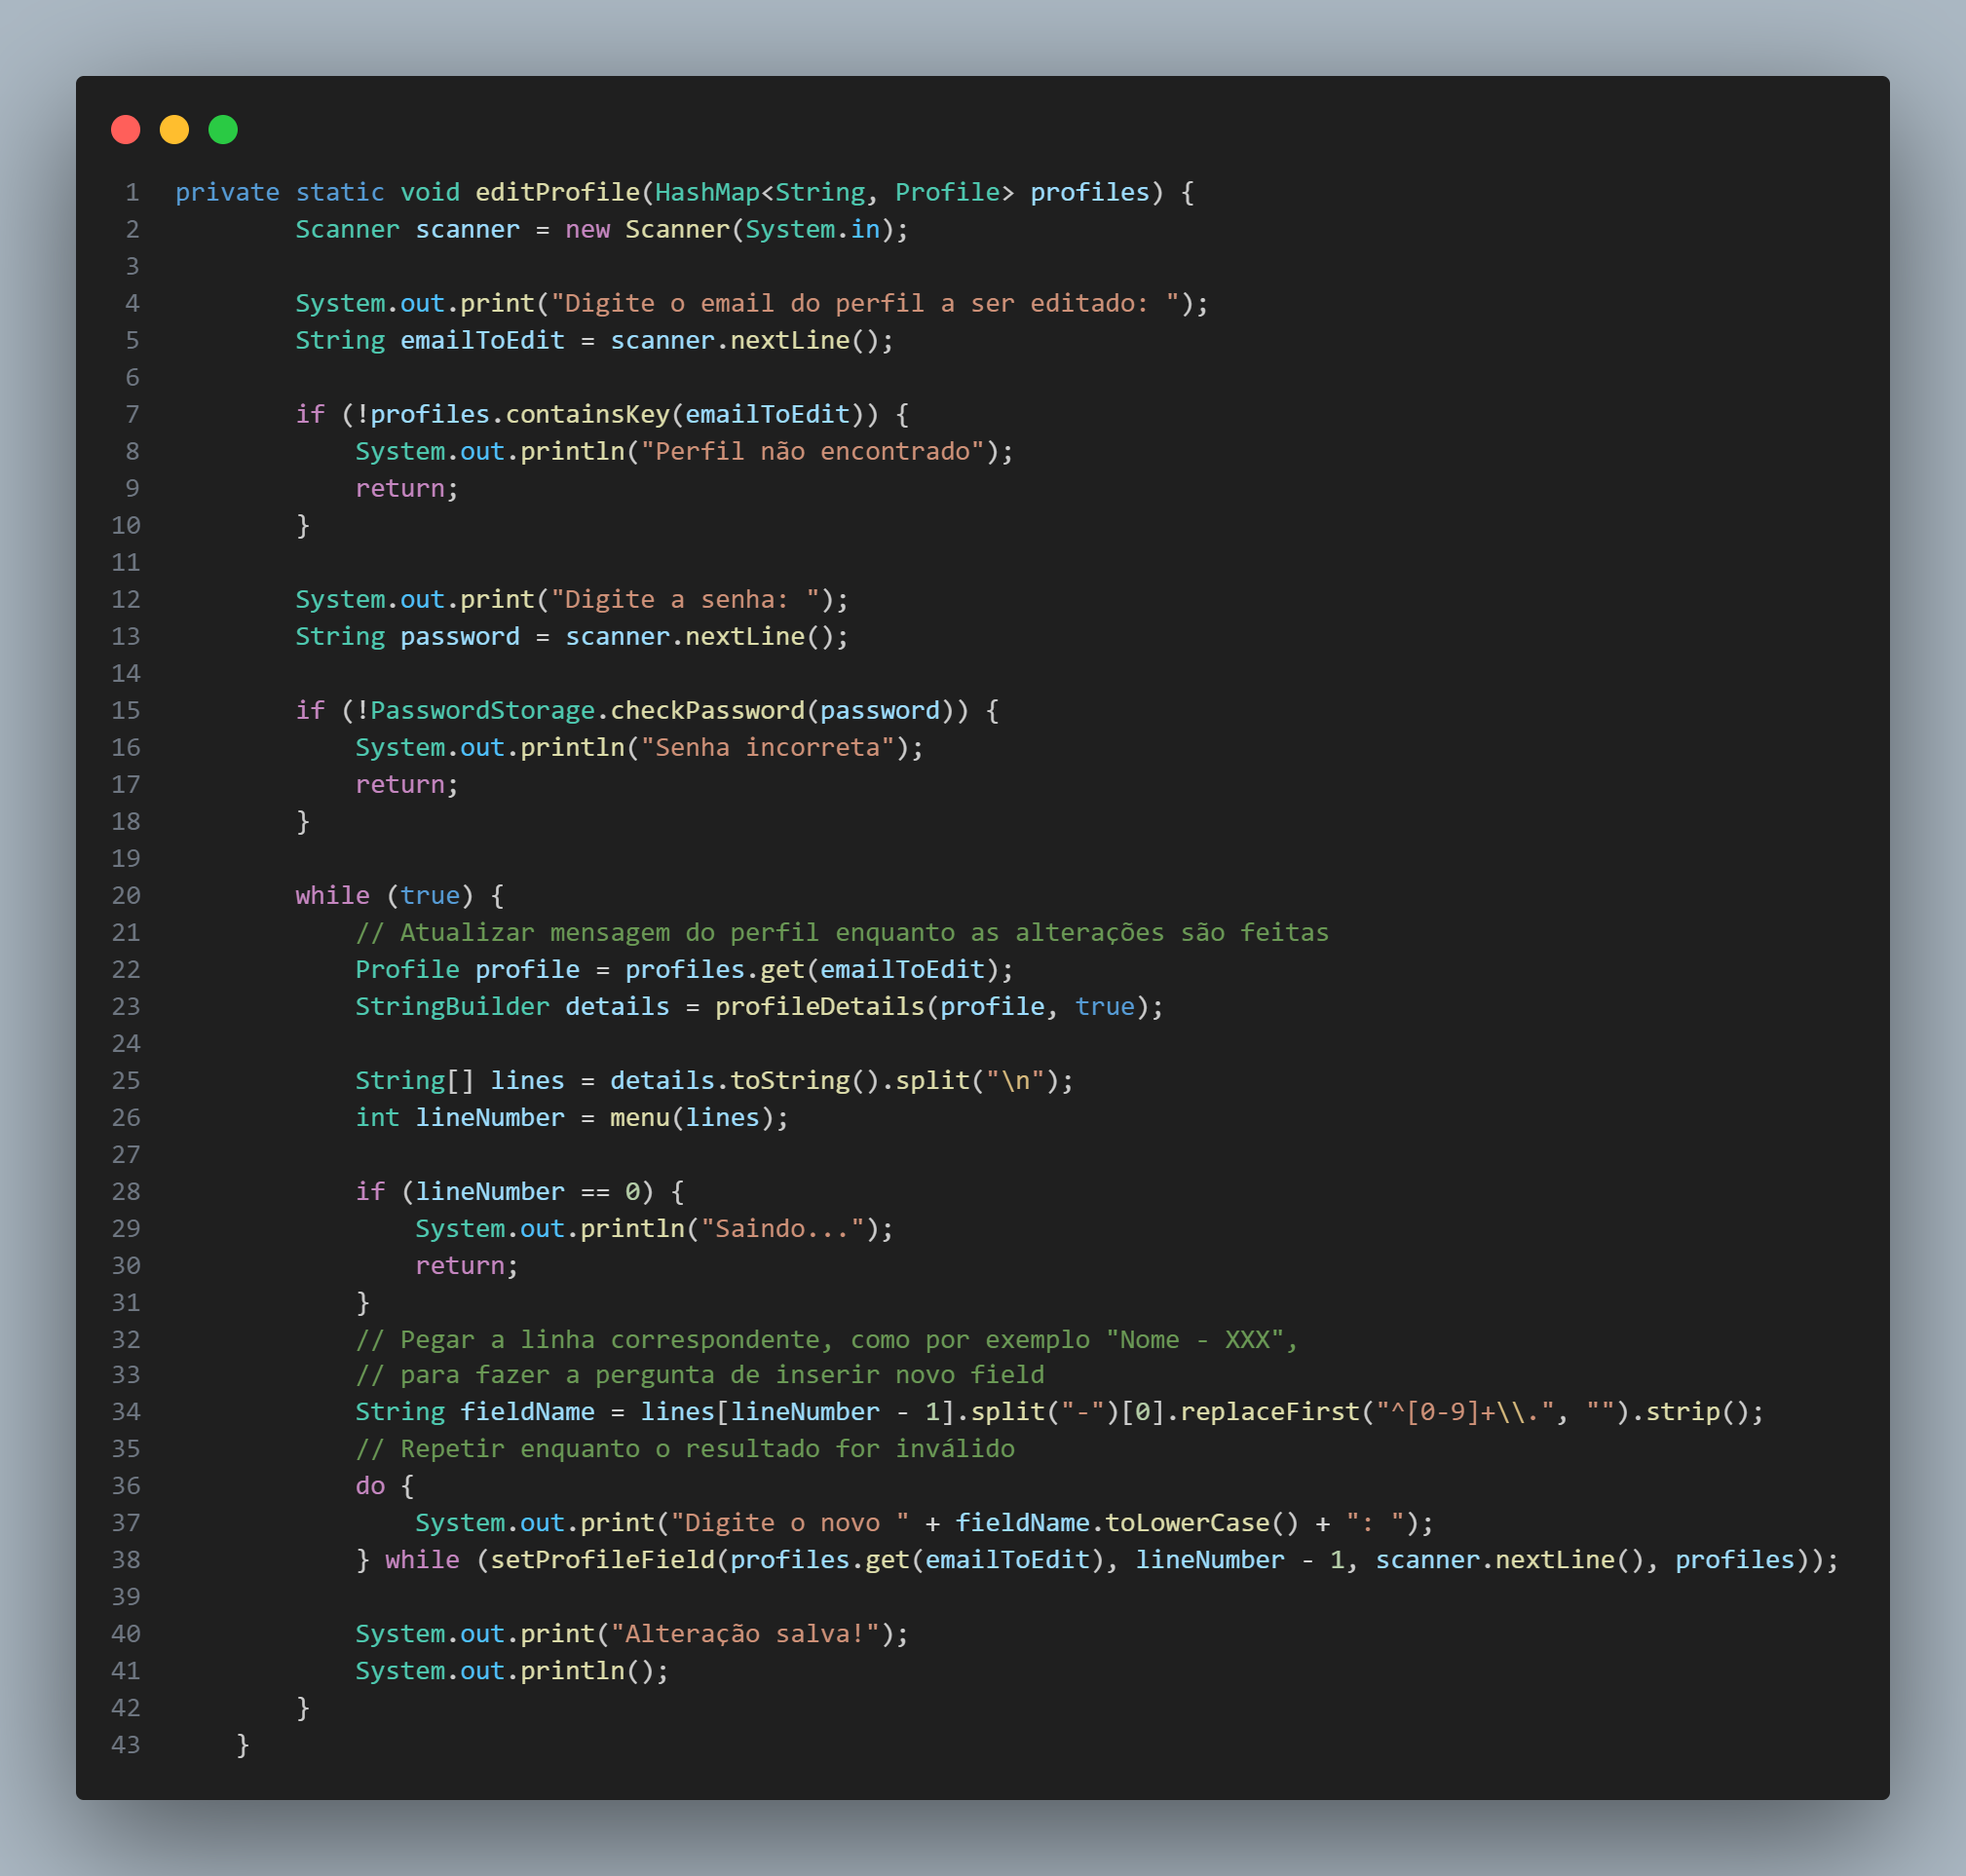 1 private static void editProfile(HashMap<String, Profile> profiles) {
2         Scanner scanner = new Scanner(System.in);
3
4         System.out.print("Digite o email do perfil a ser editado: ");
5         String emailToEdit = scanner.nextLine();
6
7         if (!profiles.containsKey(emailToEdit)) {
8             System.out.println("Perfil não encontrado");
9             return;
10         }
11
12         System.out.print("Digite a senha: ");
13         String password = scanner.nextLine();
14
15         if (!PasswordStorage.checkPassword(password)) {
16             System.out.println("Senha incorreta");
17             return;
18         }
19
20         while (true) {
21             // Atualizar mensagem do perfil enquanto as alterações são feitas
22             Profile profile = profiles.get(emailToEdit);
23             StringBuilder details = profileDetails(profile, true);
24
25             String[] lines = details.toString().split("\n");
26             int lineNumber = menu(lines);
27
28             if (lineNumber == 0) {
29                 System.out.println("Saindo...");
30                 return;
31             }
32             // Pegar a linha correspondente, como por exemplo "Nome - XXX",
33             // para fazer a pergunta de inserir novo field
34             String fieldName = lines[lineNumber - 1].split("-")[0].replaceFirst("^[0-9]+\\.", "").strip();
35             // Repetir enquanto o resultado for inválido
36             do {
37                 System.out.print("Digite o novo " + fieldName.toLowerCase() + ": ");
38             } while (setProfileField(profiles.get(emailToEdit), lineNumber - 1, scanner.nextLine(), profiles));
39
40             System.out.print("Alteração salva!");
41             System.out.println();
42         }
43     }